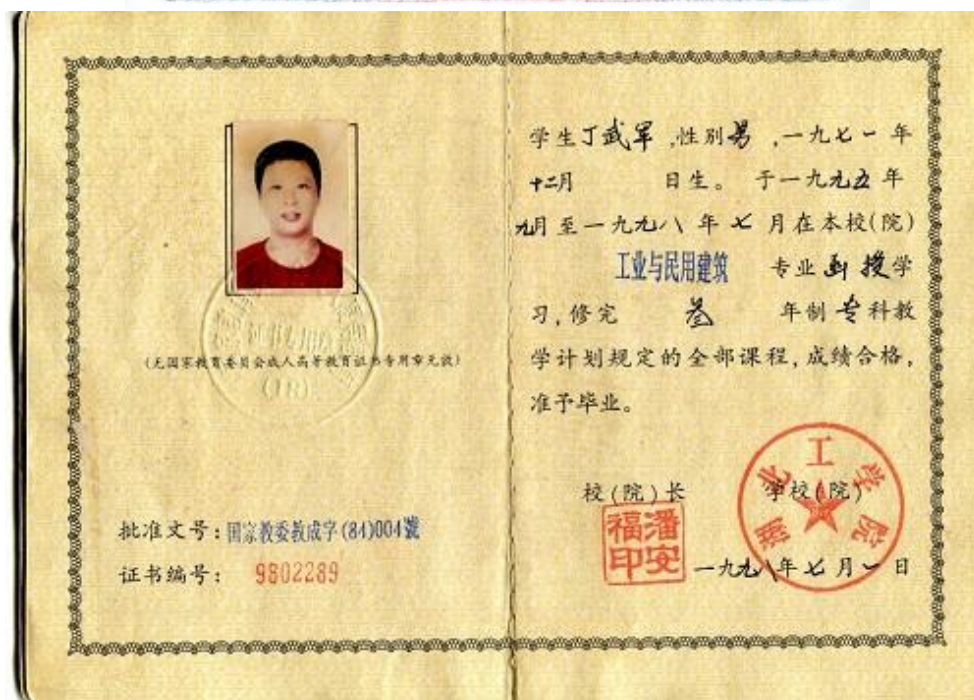 (无国家教育委员会成人高等教育证书专用章无效)
批准文号:国家教委教成字(84)004號
证书编号: 9802289
学生丁武军,性别男,一九七一年
十二月 日生。 于一九九五年
九月至一九九八年七月在本校(院)
工业与民用建筑 专业函授学
习,修完 叁 年制专科教
学计划规定的全部课程,成绩合格,
准予毕业。
校(院)长 学校(院)
潘安福印
湖北工学院
一九九八年七月一日